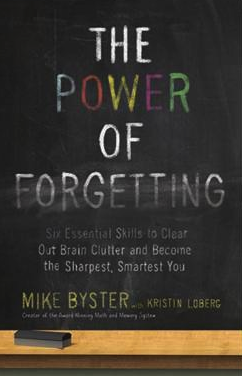 THE
POWER
OF
FORGETTING
Six Essential Skills to Clear
Out Brain Clutter and Become
the Sharpest, Smartest You
MIKE BYSTER with KRISTIN LOBERG
Creator of the Award-Winning Math and Memory System